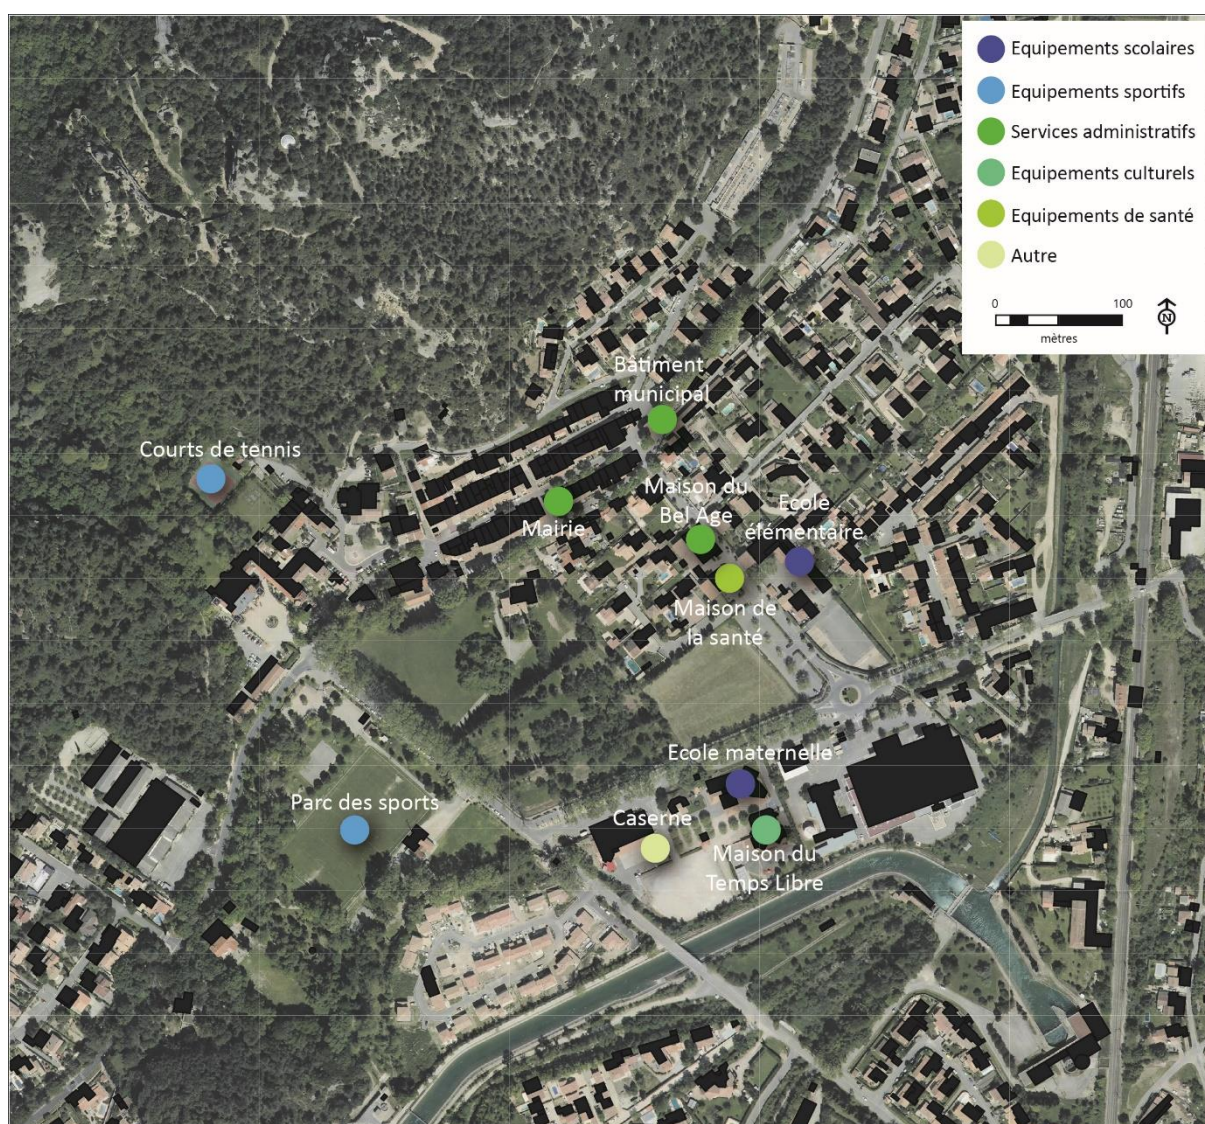 Equipements scolaires
Equipements sportifs
Services administratifs
Equipements culturels
Equipements de santé
Autre
0 100
mètres
N
Bâtiment
municipal
Courts de tennis
Maison du
Bel Age
Ecole
élémentaire
Mairie
Maison de
la santé
Ecole maternelle
Parc des sports
Caserne
Maison du
Temps Libre